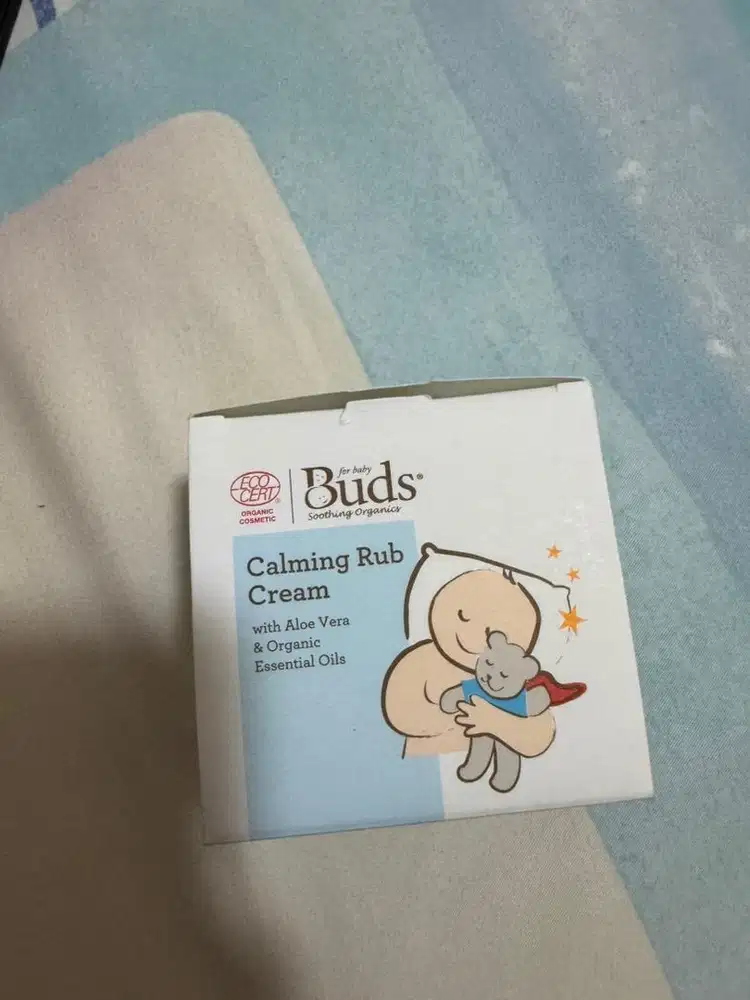 ECO
CERT®
ORGANIC
COSMETIC
for baby
Buds®
Soothing Organics
Calming Rub
Cream
with Aloe Vera
& Organic
Essential Oils